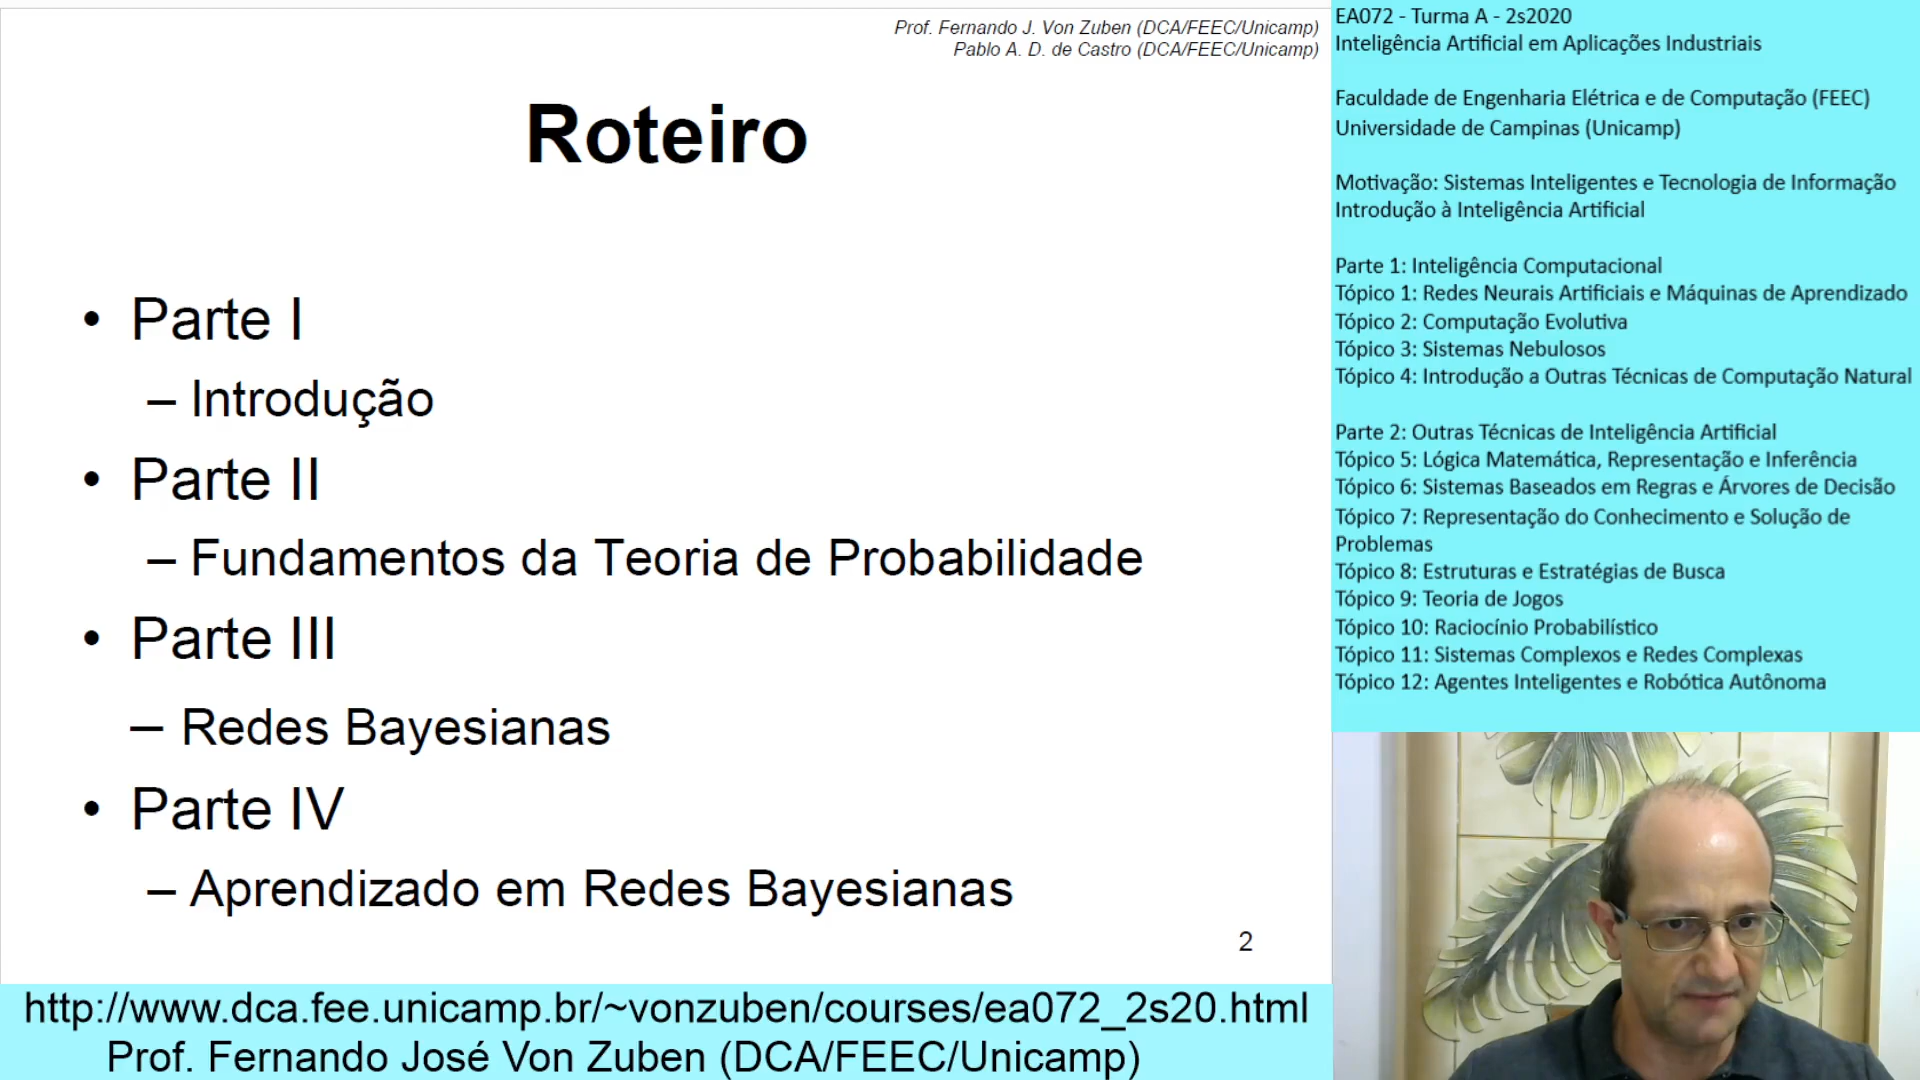 Prof. Fernando J. Von Zuben (DCA/FEEC/Unicamp)
Pablo A. D. de Castro (DCA/FEEC/Unicamp)
Roteiro
• Parte I
– Introdução
• Parte II
– Fundamentos da Teoria de Probabilidade
• Parte III
– Redes Bayesianas
• Parte IV
– Aprendizado em Redes Bayesianas
2
http://www.dca.fee.unicamp.br/~vonzuben/courses/ea072_2s20.html
Prof. Fernando José Von Zuben (DCA/FEEC/Unicamp)
EA072 - Turma A - 2s2020
Inteligência Artificial em Aplicações Industriais
Faculdade de Engenharia Elétrica e de Computação (FEEC)
Universidade de Campinas (Unicamp)
Motivação: Sistemas Inteligentes e Tecnologia de Informação
Introdução à Inteligência Artificial
Parte 1: Inteligência Computacional
Tópico 1: Redes Neurais Artificiais e Máquinas de Aprendizado
Tópico 2: Computação Evolutiva
Tópico 3: Sistemas Nebulosos
Tópico 4: Introdução a Outras Técnicas de Computação Natural
Parte 2: Outras Técnicas de Inteligência Artificial
Tópico 5: Lógica Matemática, Representação e Inferência
Tópico 6: Sistemas Baseados em Regras e Árvores de Decisão
Tópico 7: Representação do Conhecimento e Solução de
Problemas
Tópico 8: Estruturas e Estratégias de Busca
Tópico 9: Teoria de Jogos
Tópico 10: Raciocínio Probabilístico
Tópico 11: Sistemas Complexos e Redes Complexas
Tópico 12: Agentes Inteligentes e Robótica Autônoma